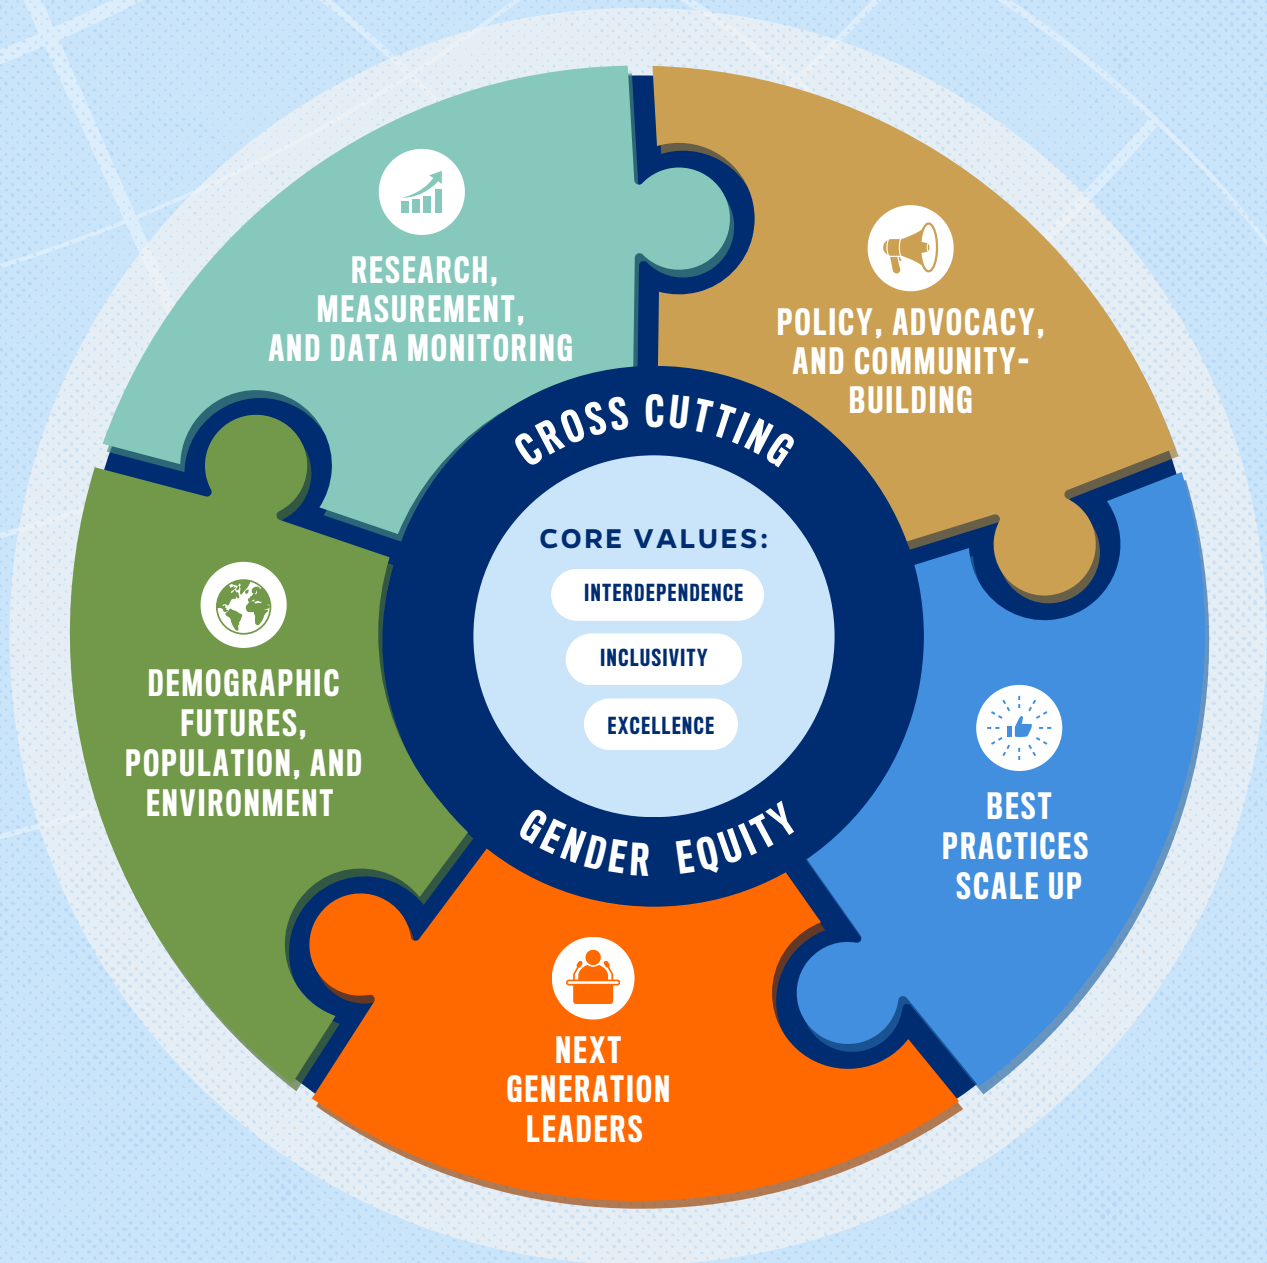 RESEARCH,
MEASUREMENT,
AND DATA MONITORING
POLICY, ADVOCACY,
AND COMMUNITY-
BUILDING
CROSS CUTTING
CORE VALUES:
INTERDEPENDENCE
INCLUSIVITY
EXCELLENCE
GENDER EQUITY
DEMOGRAPHIC
FUTURES,
POPULATION, AND
ENVIRONMENT
BEST
PRACTICES
SCALE UP
NEXT
GENERATION
LEADERS